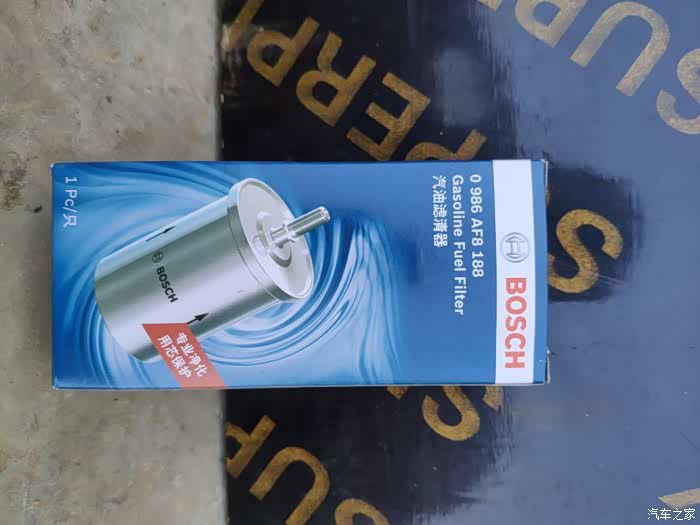 BOSCH
0 986 AF8 188
Gasoline Fuel Filter
汽油滤清器
BOSCH
专业净化
用芯保护
1 PC/只
汽车之家